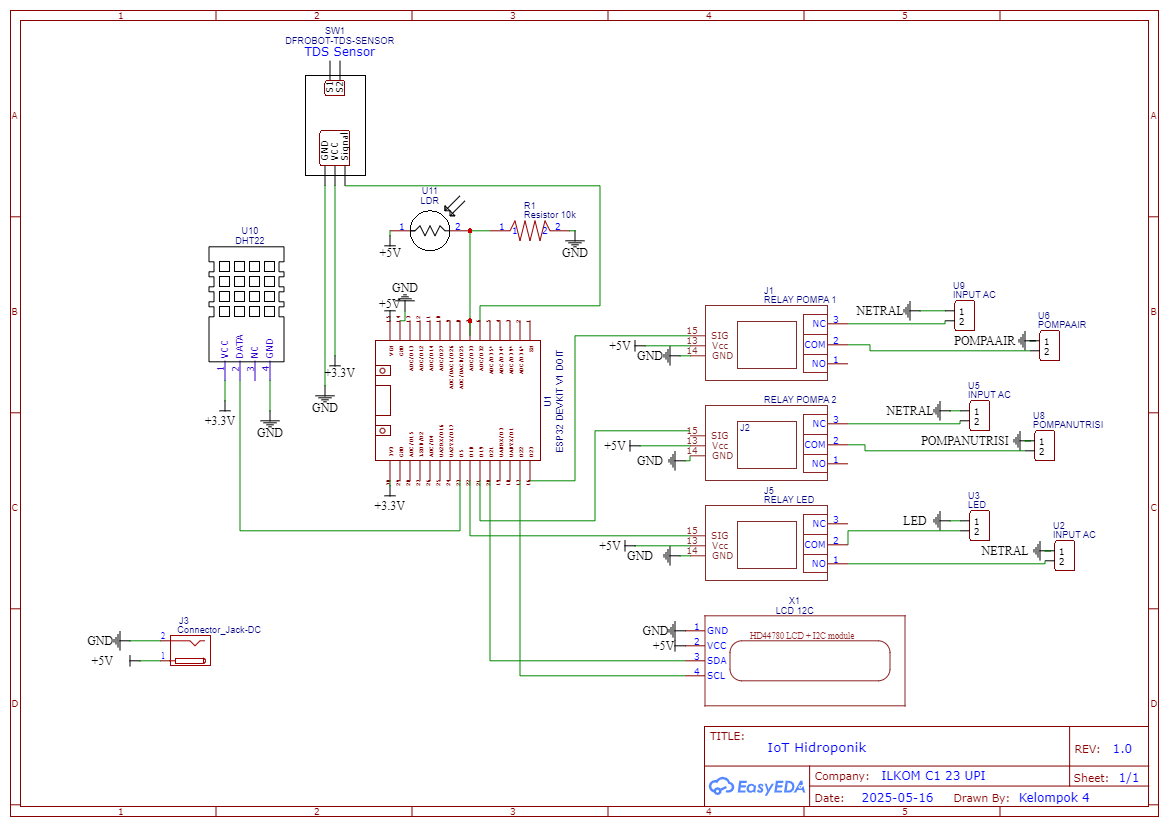 1 2 3 4 5
A
B
C
D
A
B
C
D
SW1
DFROBOT-TDS-SENSOR
TDS Sensor
S1
S2
GND
VCC
Signal
U11
LDR
1
2
+5V
R1
Resistor 10k
1
1
2
2
GND
U10
DHT22
VCC
DATA
NC
GND
1
2
3
4
+3.3V
GND
GND
+3.3V
GND
+5V
U1
ESP32 DEVKIT V1 DOIT
+3.3V
J1
RELAY POMPA 1
15
13
14
SIG
Vcc
GND
+5V
GND
NC
COM
NO
3
2
1
NETRAL
U9
INPUT AC
1
2
POMPAAIR
U6
POMPAAIR
1
2
RELAY POMPA 2
J2
15
13
14
SIG
Vcc
GND
+5V
GND
NC
COM
NO
3
2
1
NETRAL
U5
INPUT AC
1
2
POMPANUTRISI
U8
POMPANUTRISI
1
2
J5
RELAY LED
15
13
14
SIG
Vcc
GND
+5V
GND
NC
COM
NO
3
2
1
LED
U3
LED
1
2
NETRAL
U2
INPUT AC
1
2
X1
LCD 12C
HD44780 LCD + I2C module
GND
+5V
1 GND
2 VCC
3 SDA
4 SCL
J3
Connector_Jack-DC
GND
2
+5V
1
TITLE:
IoT Hidroponik
REV: 1.0
EasyEDA
Company: ILKOM C1 23 UPI
Sheet: 1/1
Date: 2025-05-16 Drawn By: Kelompok 4
1 2 3 4 5